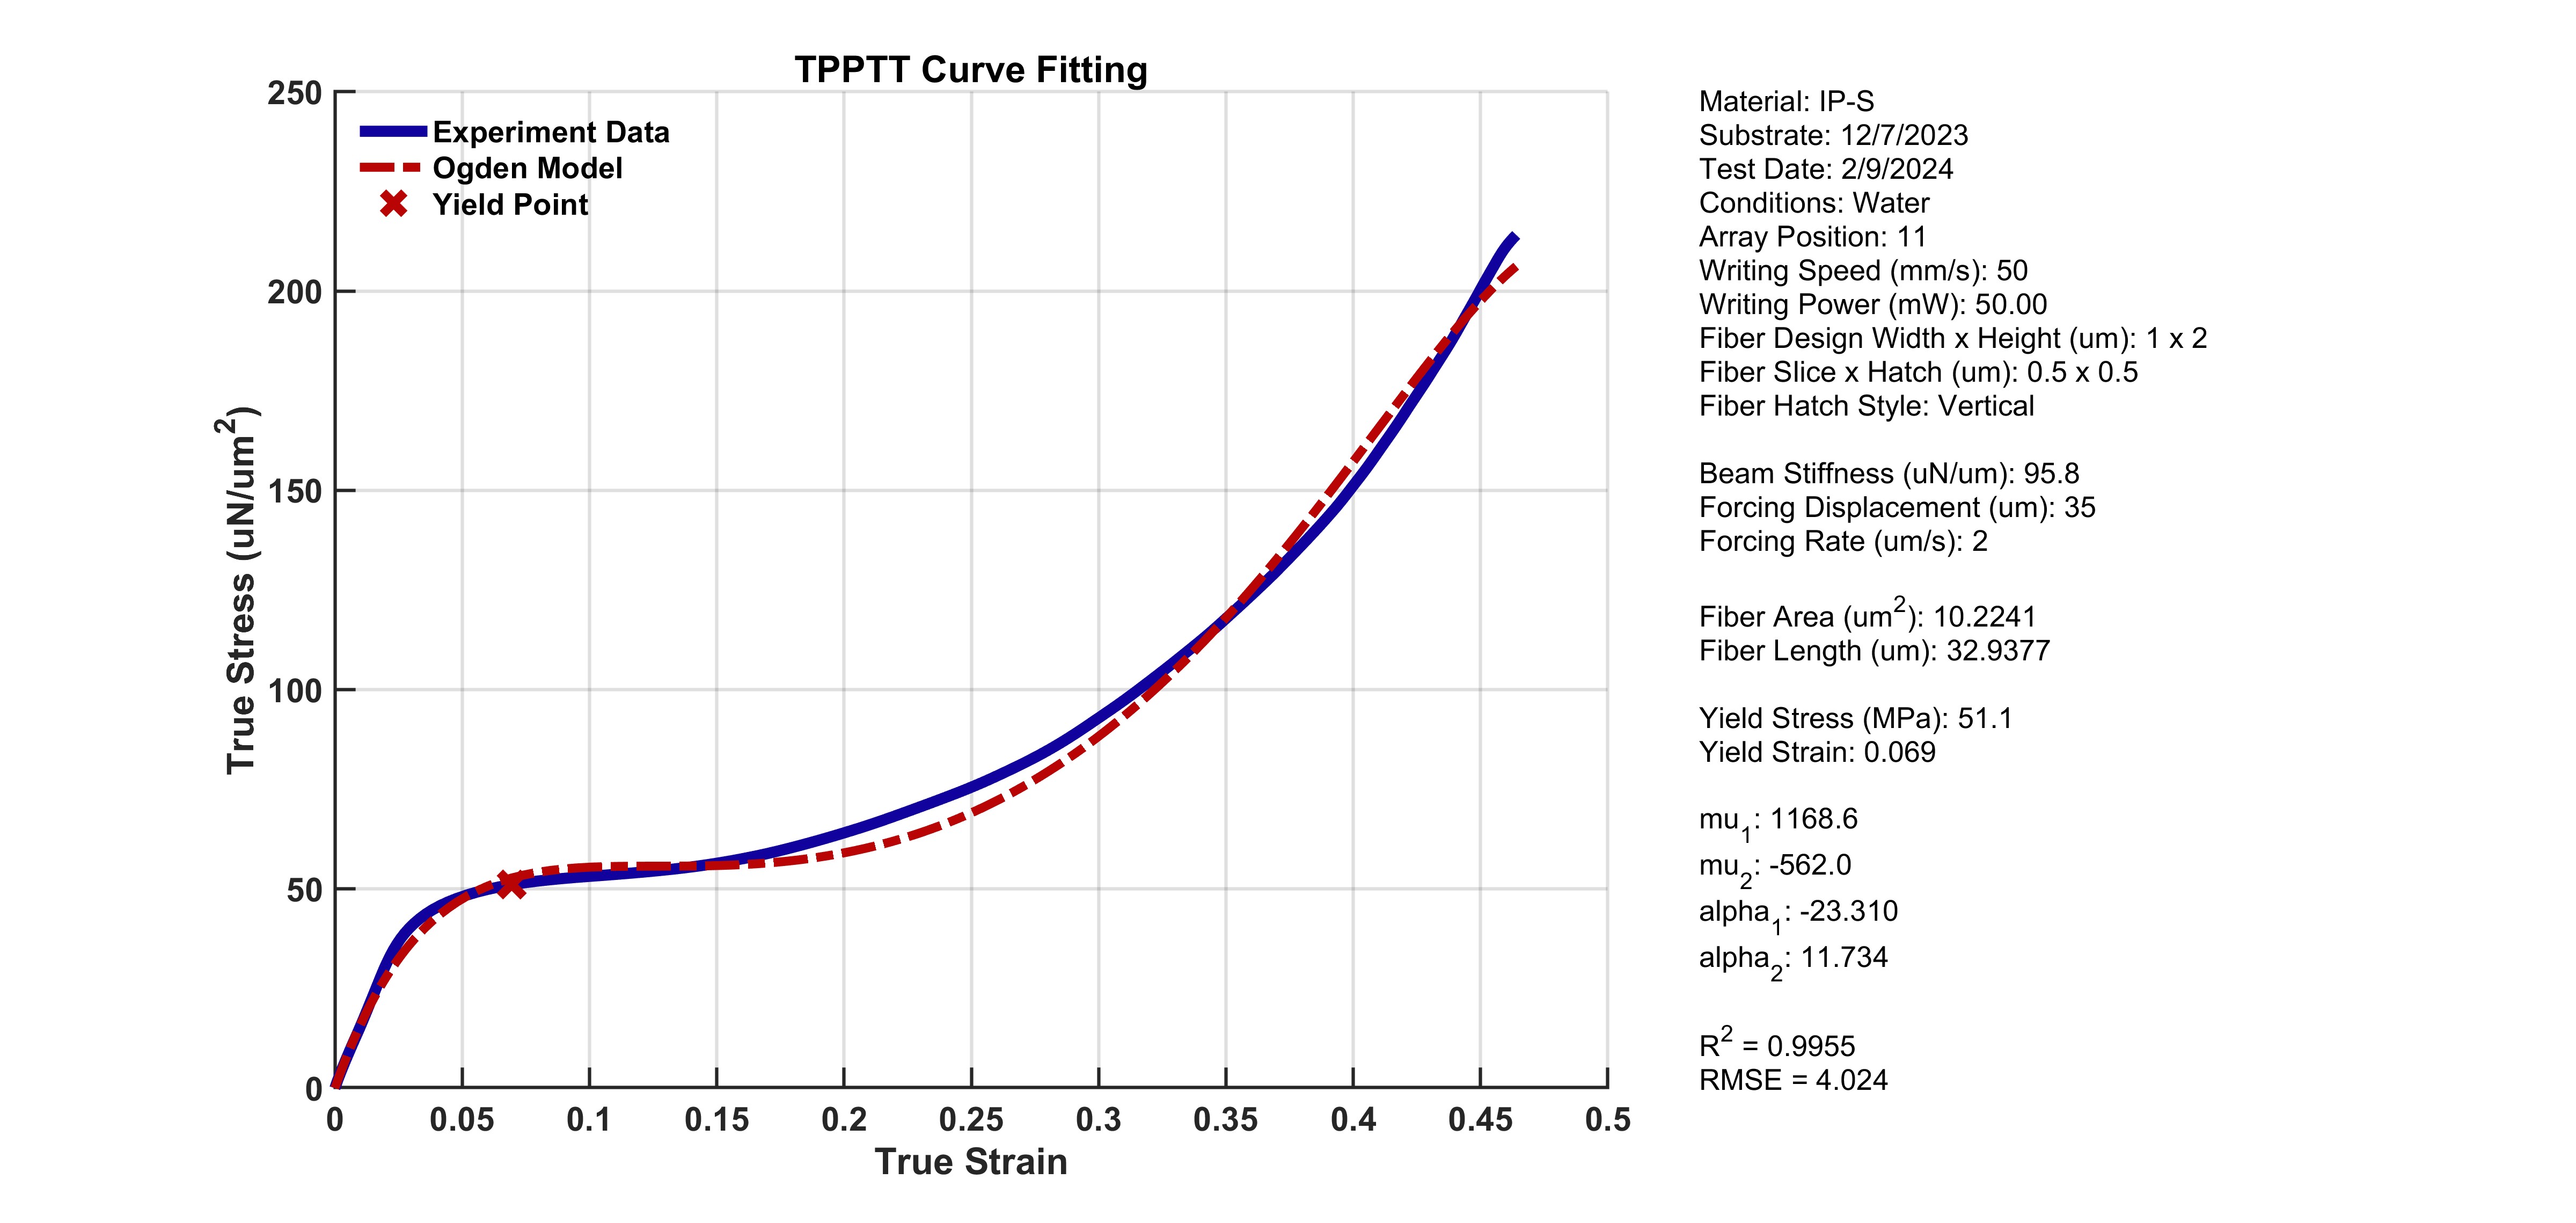 TPPTT Curve Fitting
250
200
150
100
50
0
True Stress (uN/um²)
Experiment Data
Ogden Model
Yield Point
0 0.05 0.1 0.15 0.2 0.25 0.3 0.35 0.4 0.45 0.5
True Strain
Material: IP-S
Substrate: 12/7/2023
Test Date: 2/9/2024
Conditions: Water
Array Position: 11
Writing Speed (mm/s): 50
Writing Power (mW): 50.00
Fiber Design Width x Height (um): 1 x 2
Fiber Slice x Hatch (um): 0.5 x 0.5
Fiber Hatch Style: Vertical
Beam Stiffness (uN/um): 95.8
Forcing Displacement (um): 35
Forcing Rate (um/s): 2
Fiber Area (um²): 10.2241
Fiber Length (um): 32.9377
Yield Stress (MPa): 51.1
Yield Strain: 0.069
mu₁: 1168.6
mu₂: -562.0
alpha₁: -23.310
alpha₂: 11.734
R² = 0.9955
RMSE = 4.024